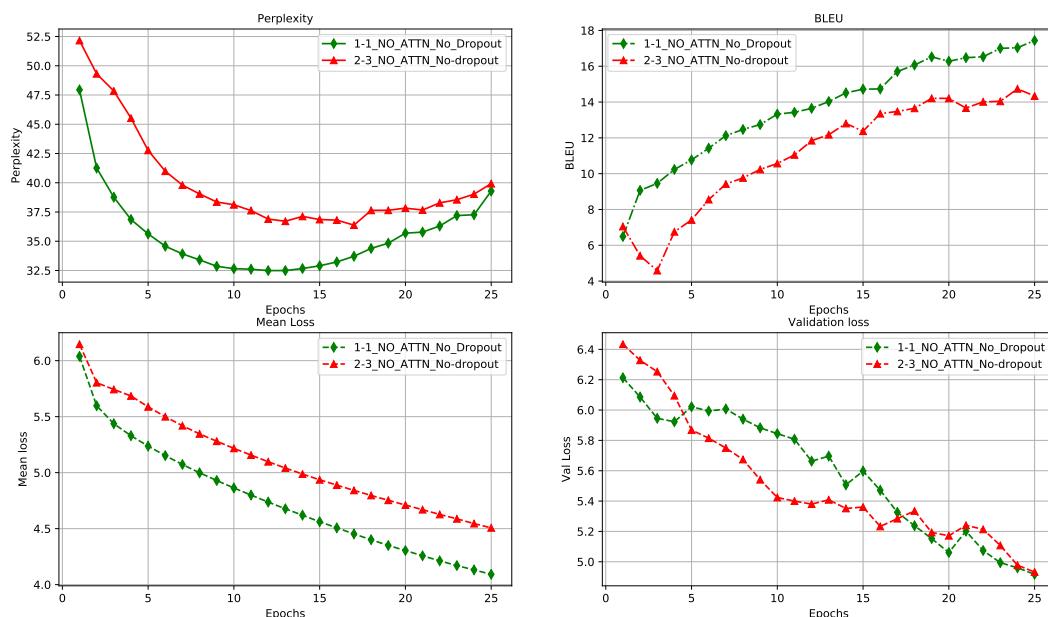 Perplexity
52.5
50.0
47.5
45.0
42.5
40.0
37.5
35.0
32.5
Perplexity
1-1_NO_ATTN_No_Dropout
2-3_NO_ATTN_No-dropout
0 5 10 15 20 25
Epochs
BLEU
18
16
14
12
10
8
6
4
BLEU
1-1_NO_ATTN_No_Dropout
2-3_NO_ATTN_No-dropout
0 5 10 15 20 25
Epochs
Mean Loss
6.0
5.5
5.0
4.5
4.0
Mean loss
1-1_NO_ATTN_No_Dropout
2-3_NO_ATTN_No-dropout
0 5 10 15 20 25
Epochs
Validation loss
6.4
6.2
6.0
5.8
5.6
5.4
5.2
5.0
Val Loss
1-1_NO_ATTN_No_Dropout
2-3_NO_ATTN_No-dropout
0 5 10 15 20 25
Epochs